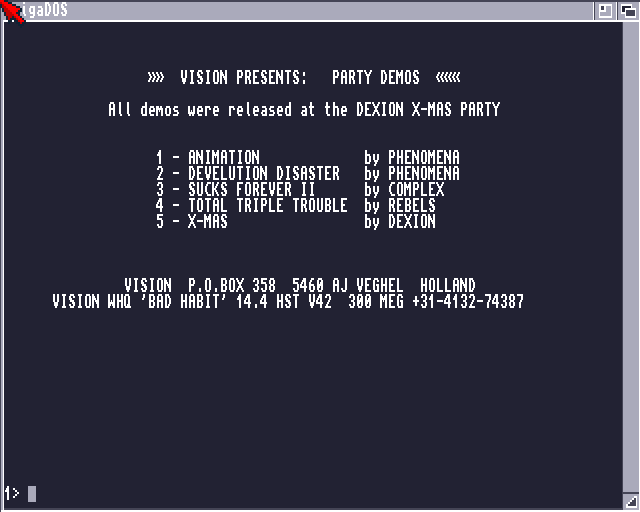 igaDOS
»» VISION PRESENTS: PARTY DEMOS «««
All demos were released at the DEXION X-MAS PARTY
1 - ANIMATION by PHENOMENA
2 - DEVELUTION DISASTER by PHENOMENA
3 - SUCKS FOREVER II by COMPLEX
4 - TOTAL TRIPLE TROUBLE by REBELS
5 - X-MAS by DEXION
VISION P.O.BOX 358 5460 AJ VEGHEL HOLLAND
VISION WHQ 'BAD HABIT' 14.4 HST V42 300 MEG +31-4132-74387
1>